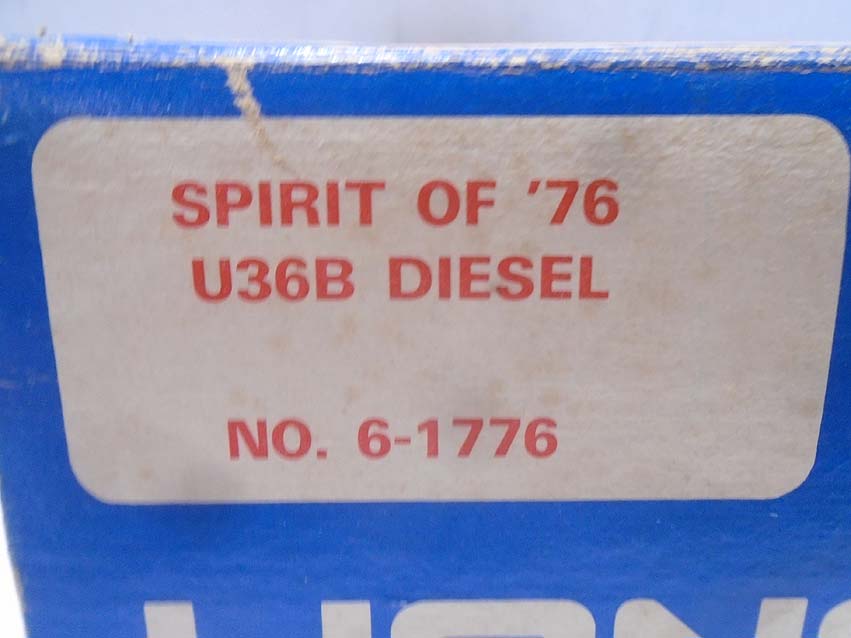 SPIRIT OF '76
U36B DIESEL
NO. 6-1776